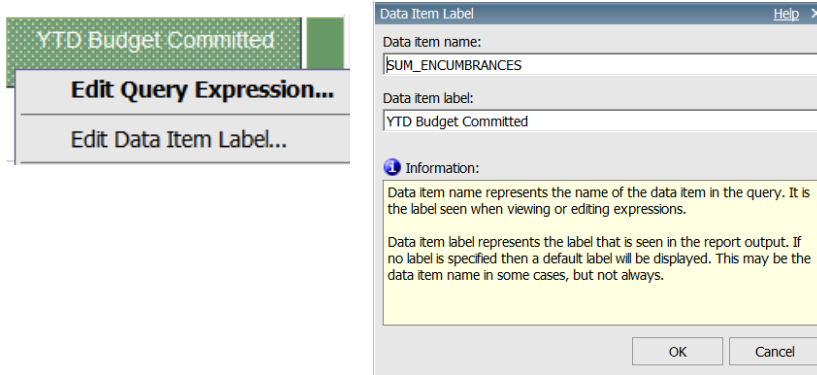 YTD Budget Committed
Edit Query Expression...
Edit Data Item Label...
Data Item Label
Help X
Data item name:
SUM_ENCUMBRANCES
Data item label:
YTD Budget Committed
Information:
Data item name represents the name of the data item in the query. It is
the label seen when viewing or editing expressions.
Data item label represents the label that is seen in the report output. If
no label is specified then a default label will be displayed. This may be the
data item name in some cases, but not always.
OK
Cancel